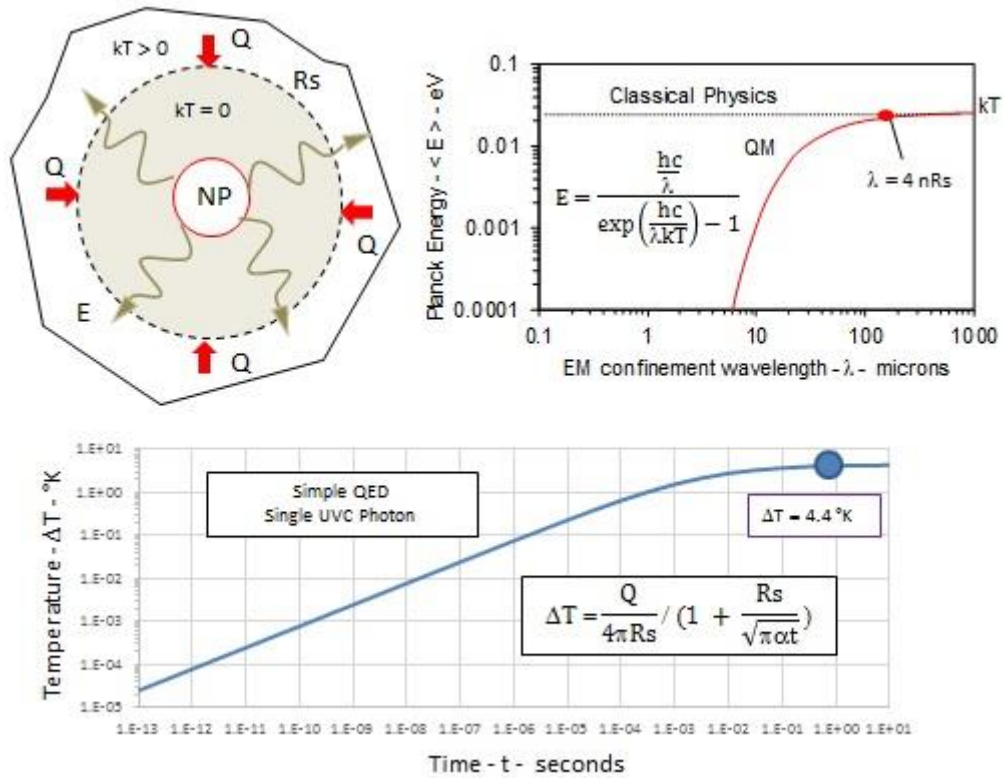 kT > 0
Q
Rs
kT = 0
Q
NP
Q
E
Q
Planck Energy - < E > - eV
0.1
0.01
0.001
0.0001
Classical Physics
kT
QM
λ = 4 nRs
E = hc/λ / exp(hc/λkT) − 1
0.1 1 10 100 1000
EM confinement wavelength - λ - microns
Temperature - ΔT - °K
1.E+01
1.E+00
1.E-01
1.E-02
1.E-03
1.E-04
1.E-05
Simple QED
Single UVC Photon
ΔT = 4.4 °K
ΔT = Q/4πRs / (1 + Rs/√παt)
1.E-13 1.E-12 1.E-11 1.E-10 1.E-09 1.E-08 1.E-07 1.E-06 1.E-05 1.E-04 1.E-03 1.E-02 1.E-01 1.E+00 1.E+01
Time - t - seconds